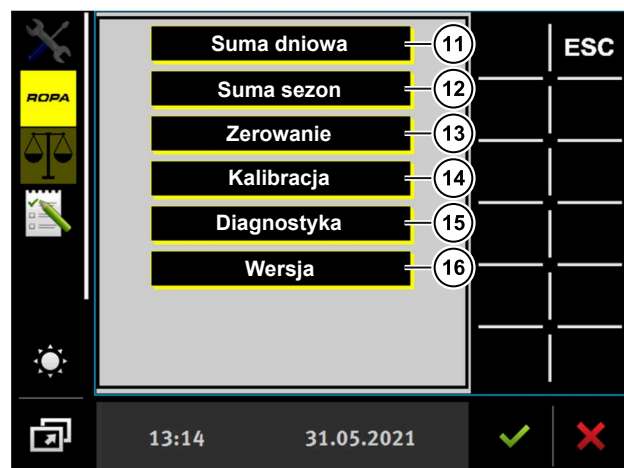 Suma dniowa 11
ESC
Suma sezon 12
ROPA
Zerowanie 13
Kalibracja 14
Diagnostyka 15
Wersja 16
13:14 31.05.2021